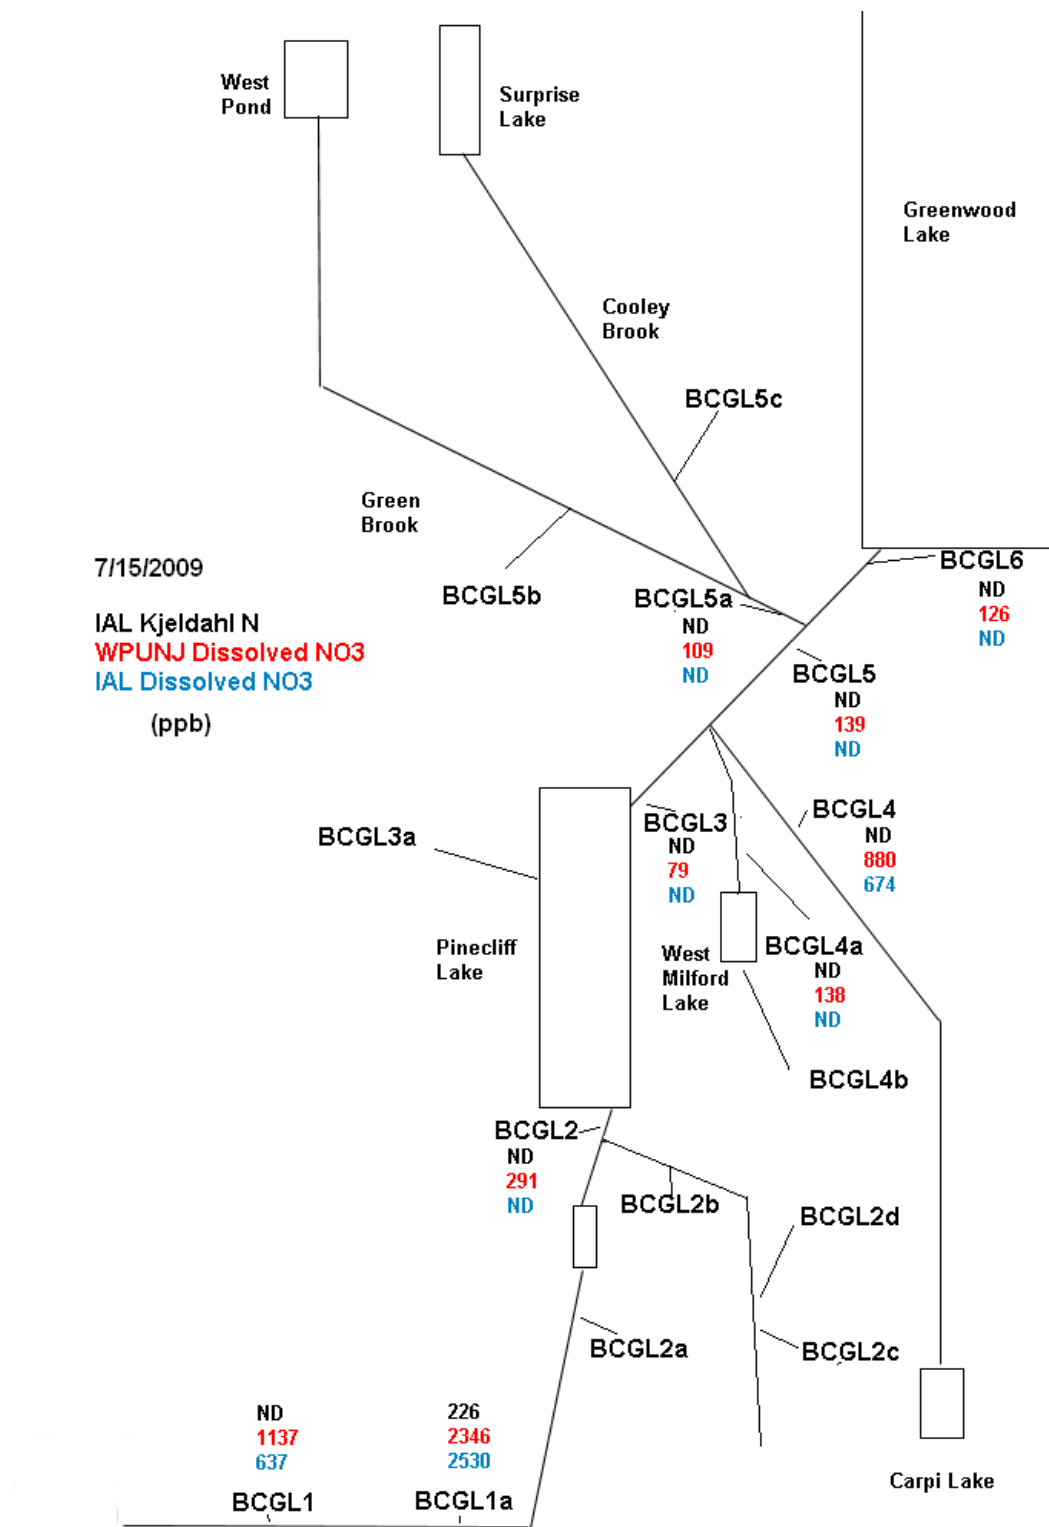 West
Pond
Surprise
Lake
Greenwood
Lake
Cooley
Brook
BCGL5c
Green
Brook
7/15/2009
IAL Kjeldahl N
WPUNJ Dissolved NO3
IAL Dissolved NO3
(ppb)
BCGL5b
BCGL5a
ND
109
ND
BCGL6
ND
126
ND
BCGL5
ND
139
ND
BCGL3a
BCGL3
ND
79
ND
BCGL4
ND
880
674
Pinecliff
Lake
West
Milford
Lake
BCGL4a
ND
138
ND
BCGL4b
BCGL2
ND
291
ND
BCGL2b
BCGL2d
BCGL2a
BCGL2c
ND
1137
637
BCGL1
226
2346
2530
BCGL1a
Carpi Lake